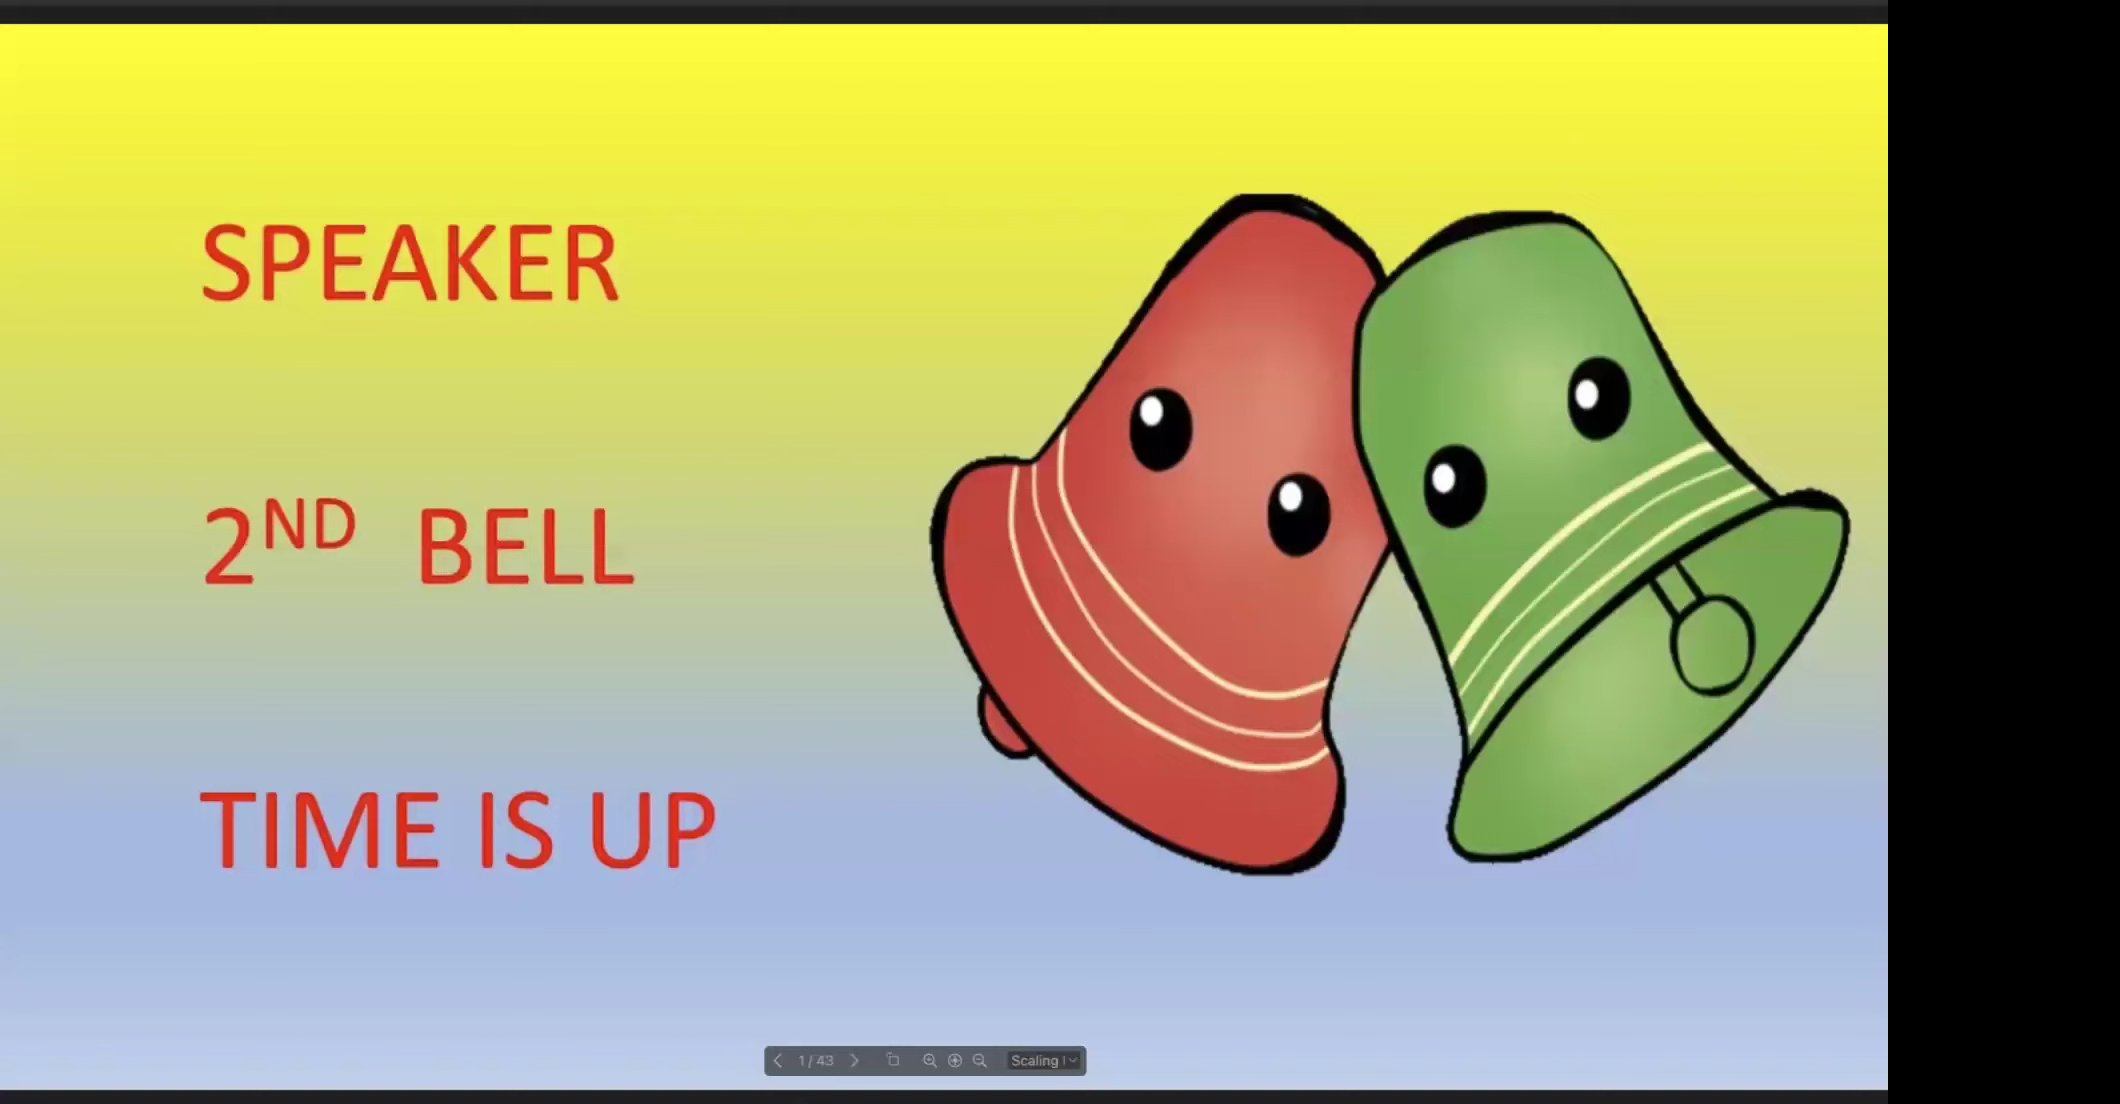 SPEAKER
2ND BELL
TIME IS UP
1/43
Scaling